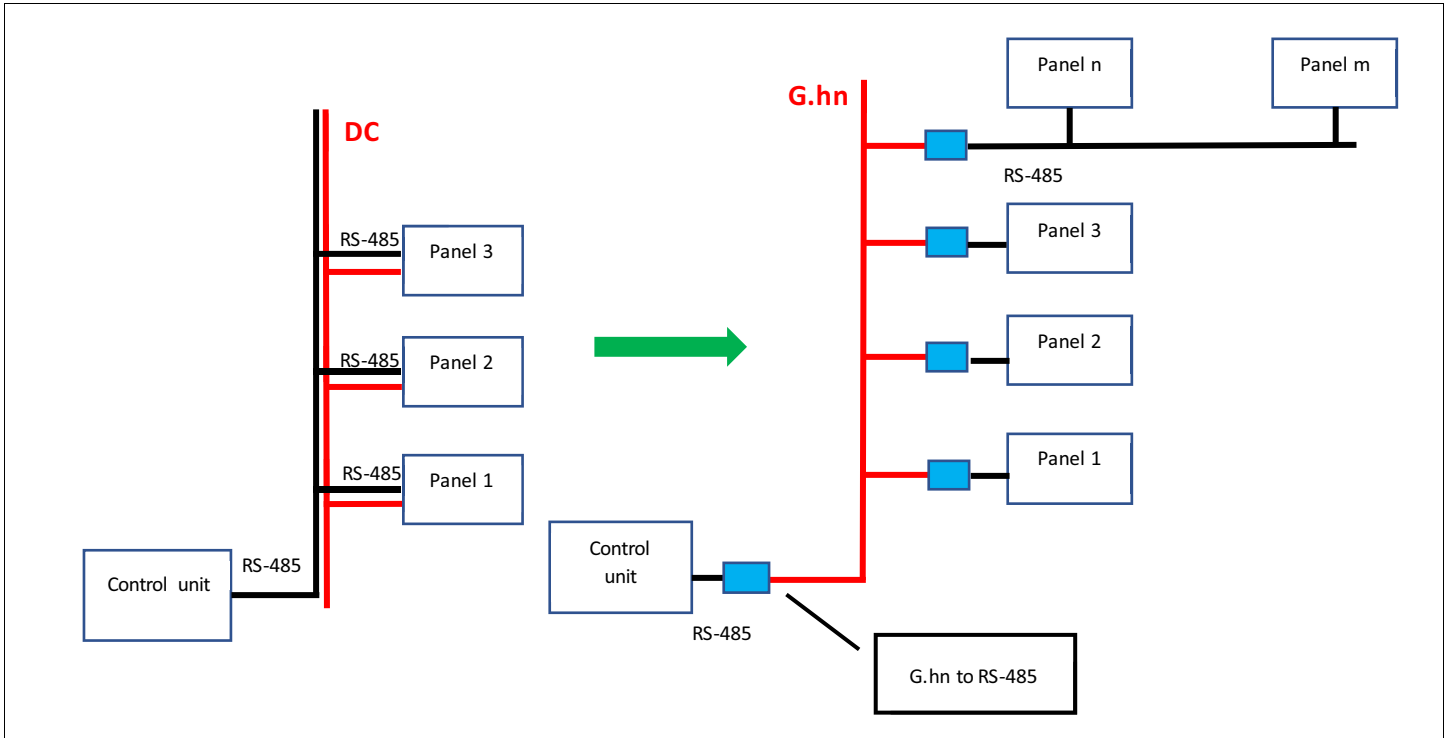 DC
RS-485
Panel 3
RS-485
Panel 2
RS-485
Panel 1
RS-485
Control unit
G.hn
Panel n
Panel m
RS-485
Panel 3
Panel 2
Panel 1
Control
unit
RS-485
G.hn to RS-485